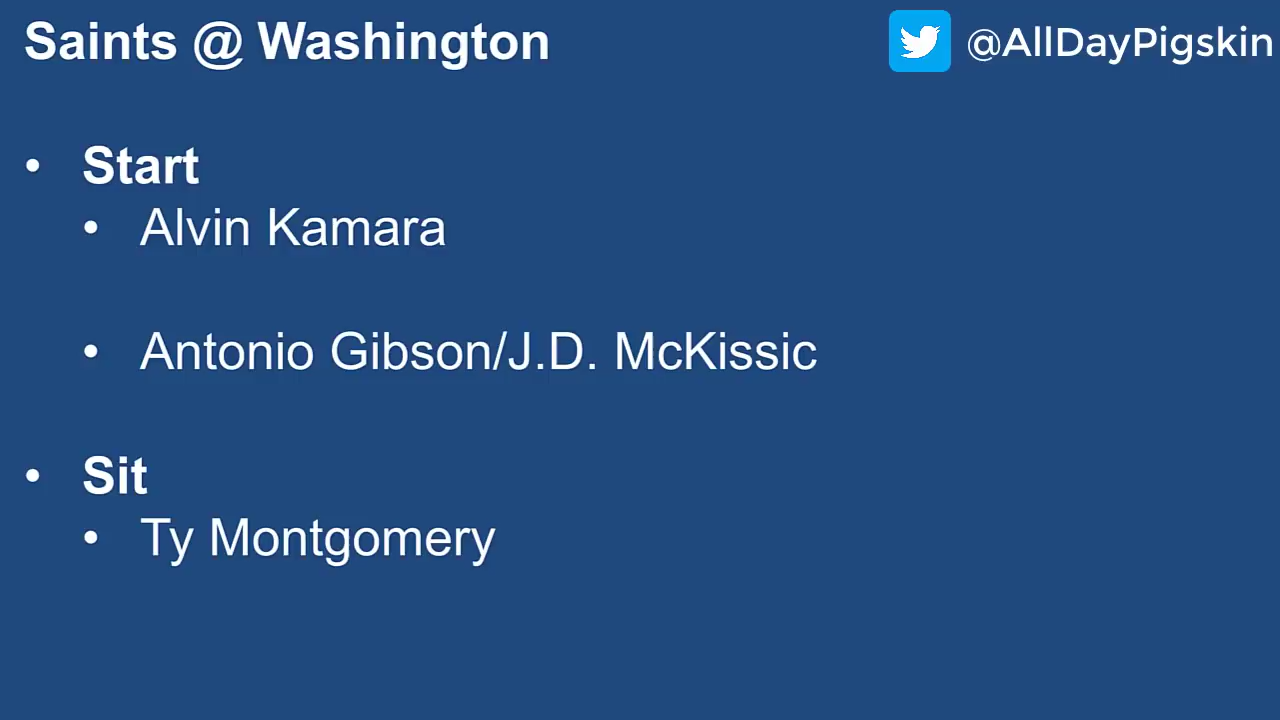 Saints @ Washington
@AllDayPigskin
• Start
• Alvin Kamara
• Antonio Gibson/J.D. McKissic
• Sit
• Ty Montgomery